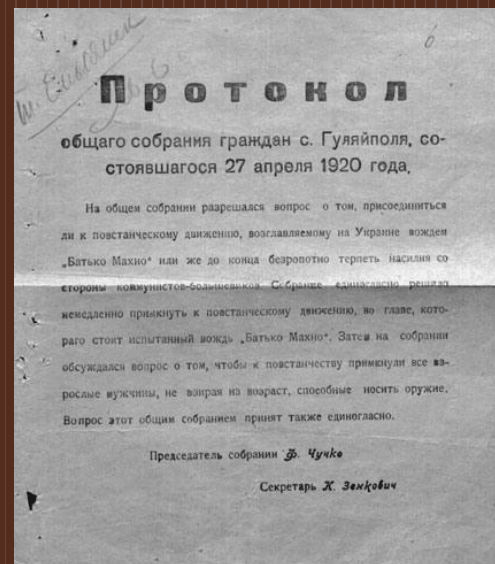 Протокол
общаго собрания граждан с. Гуляйполя, со-
стоявшагося 27 апреля 1920 года,
На общем собрании разрешался вопрос о том, присоединиться
ли к повстанческому движению, возглавляемому на Украине вождем
„Батько Махно“ или же до конца безропотно терпеть насилия со
стороны коммунистов-большевиков Собрание единогласно решило
немедленно примкнуть к повстанческому движению, во главе, кото-
раго стоит испытанный вождь „Батько Махно“. Затем на собрании
обсуждался вопрос о том, чтобы к повстанчеству примкнули все вз-
рослые мужчины, не взирая на возраст, способные носить оружие.
Вопрос этот общим собранием принят также единогласно.
Председатель собрания Ф. Чучко
Секретарь К. Зенкович